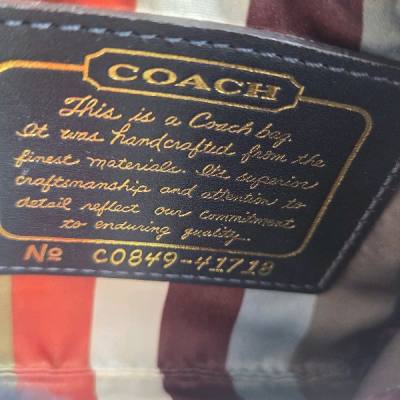 COACH
This is a Coach bag.
It was handcrafted from the
finest materials. Its superior
craftsmanship and attention to
detail reflect our commitment
to enduring quality.
No C0849-41718